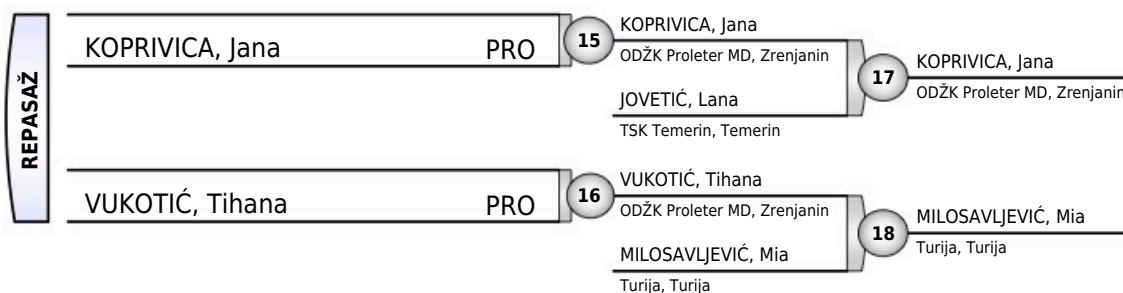 REPASAŽ
KOPRIVICA, Jana PRO
15
KOPRIVICA, Jana
ODŽK Proleter MD, Zrenjanin
JOVETIĆ, Lana
TSK Temerin, Temerin
17
KOPRIVICA, Jana
ODŽK Proleter MD, Zrenjanin
VUKOTIĆ, Tihana PRO
16
VUKOTIĆ, Tihana
ODŽK Proleter MD, Zrenjanin
MILOSAVLJEVIĆ, Mia
Turija, Turija
18
MILOSAVLJEVIĆ, Mia
Turija, Turija